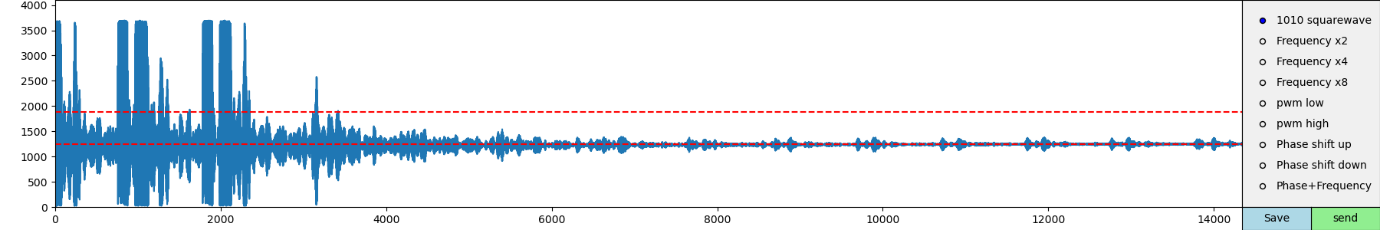 4000
3500
3000
2500
2000
1500
1000
500
0
0 2000 4000 6000 8000 10000 12000 14000
1010 squarewave
Frequency x2
Frequency x4
Frequency x8
pwm low
pwm high
Phase shift up
Phase shift down
Phase+Frequency
Save send